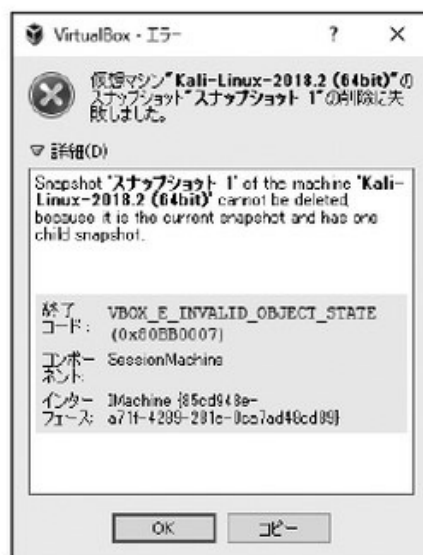 VirtualBox - エラー
仮想マシン"Kali-Linux-2018.2 (64bit)"の
スナップショット"スナップショット 1"の削除に失
敗しました。
詳細(D)
Snapshot 'スナップショット 1' of the machine 'Kali-
Linux-2018.2 (64bit)' cannot be deleted,
because it is the current snapshot and has one
child snapshot.
終了
コード: VBOX_E_INVALID_OBJECT_STATE
(0x80BB0007)
コンポー
ネント: SessionMachine
インター
フェース: IMachine {85cd948e-
a71f-4289-281e-0ca7ad48cd89}
OK
コピー